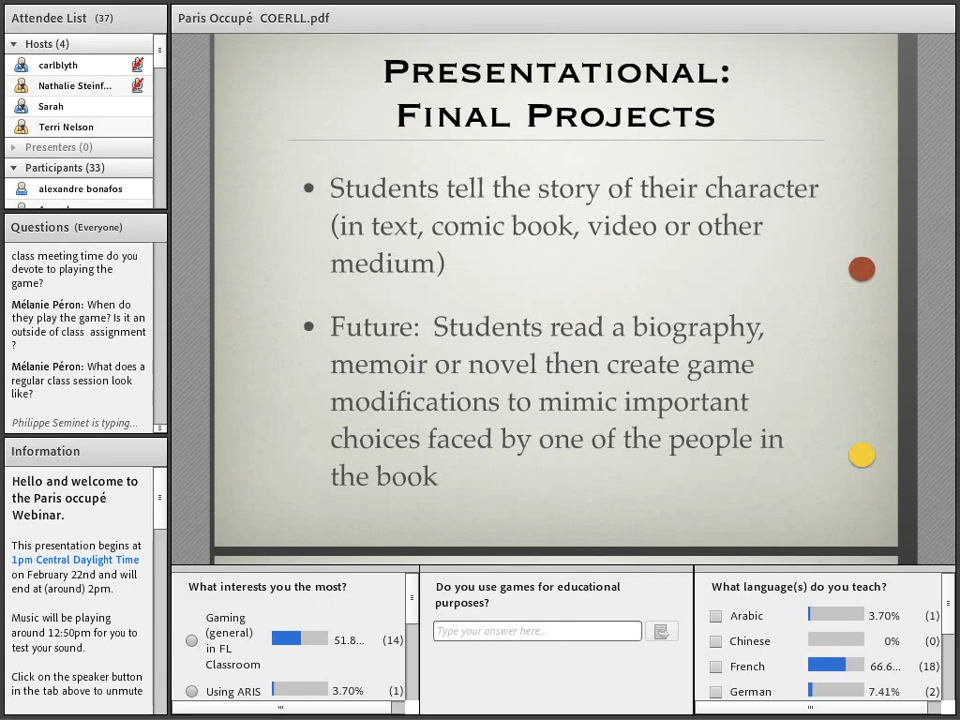 Attendee List (37)
Hosts (4)
carlblyth
Nathalie Steinf...
Sarah
Terri Nelson
Presenters (0)
Participants (33)
alexandre bonafos
Questions (Everyone)
class meeting time do you
devote to playing the
game?
Mélanie Péron: When do
they play the game? Is it an
outside of class assignment
?
Mélanie Péron: What does a
regular class session look
like?
Philippe Seminet is typing...
Information
Hello and welcome to
the Paris occupé
Webinar.
This presentation begins at
1pm Central Daylight Time
on February 22nd and will
end at (around) 2pm.
Music will be playing
around 12:50pm for you to
test your sound.
Click on the speaker button
in the tab above to unmute
Paris Occupé COERLL.pdf
Presentational:
Final Projects
• Students tell the story of their character
(in text, comic book, video or other
medium)
• Future: Students read a biography,
memoir or novel then create game
modifications to mimic important
choices faced by one of the people in
the book
What interests you the most?
Gaming
(general)
in FL
Classroom
51.8... (14)
Using ARIS 3.70% (1)
Do you use games for educational
purposes?
Type your answer here...
What language(s) do you teach?
Arabic 3.70% (1)
Chinese 0% (0)
French 66.6... (18)
German 7.41% (2)